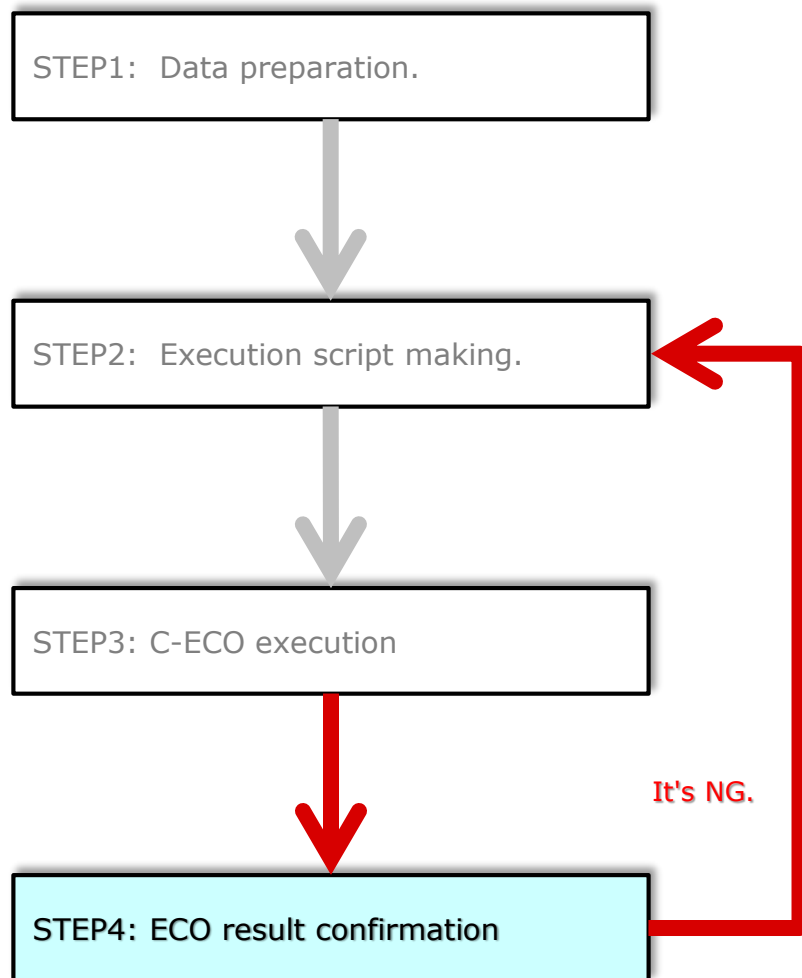 STEP1:  Data preparation.
STEP2:  Execution script making.
STEP3: C-ECO execution
It's NG.
STEP4: ECO result confirmation